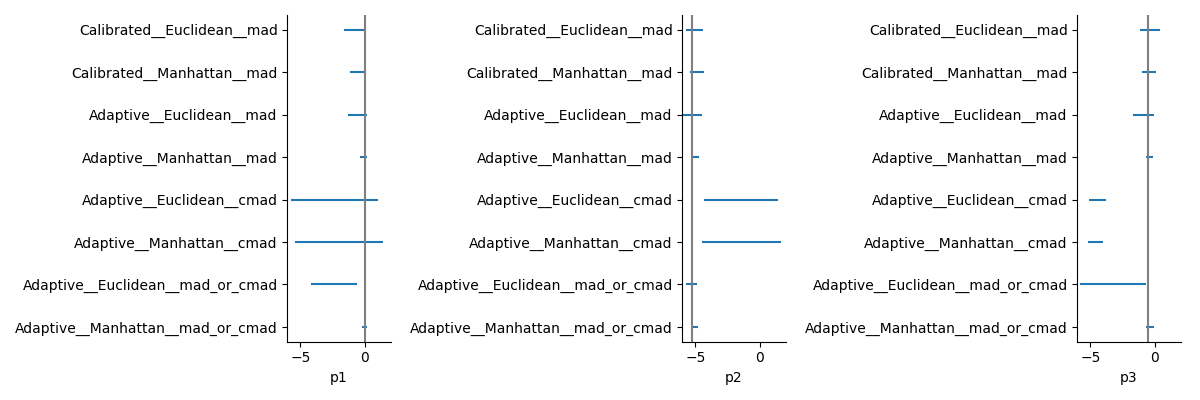 Calibrated__Euclidean__mad
Calibrated__Manhattan__mad
Adaptive__Euclidean__mad
Adaptive__Manhattan__mad
Adaptive__Euclidean__cmad
Adaptive__Manhattan__cmad
Adaptive__Euclidean__mad_or_cmad
Adaptive__Manhattan__mad_or_cmad
−5 0
p1
Calibrated__Euclidean__mad
Calibrated__Manhattan__mad
Adaptive__Euclidean__mad
Adaptive__Manhattan__mad
Adaptive__Euclidean__cmad
Adaptive__Manhattan__cmad
Adaptive__Euclidean__mad_or_cmad
Adaptive__Manhattan__mad_or_cmad
−5 0
p2
Calibrated__Euclidean__mad
Calibrated__Manhattan__mad
Adaptive__Euclidean__mad
Adaptive__Manhattan__mad
Adaptive__Euclidean__cmad
Adaptive__Manhattan__cmad
Adaptive__Euclidean__mad_or_cmad
Adaptive__Manhattan__mad_or_cmad
−5 0
p3